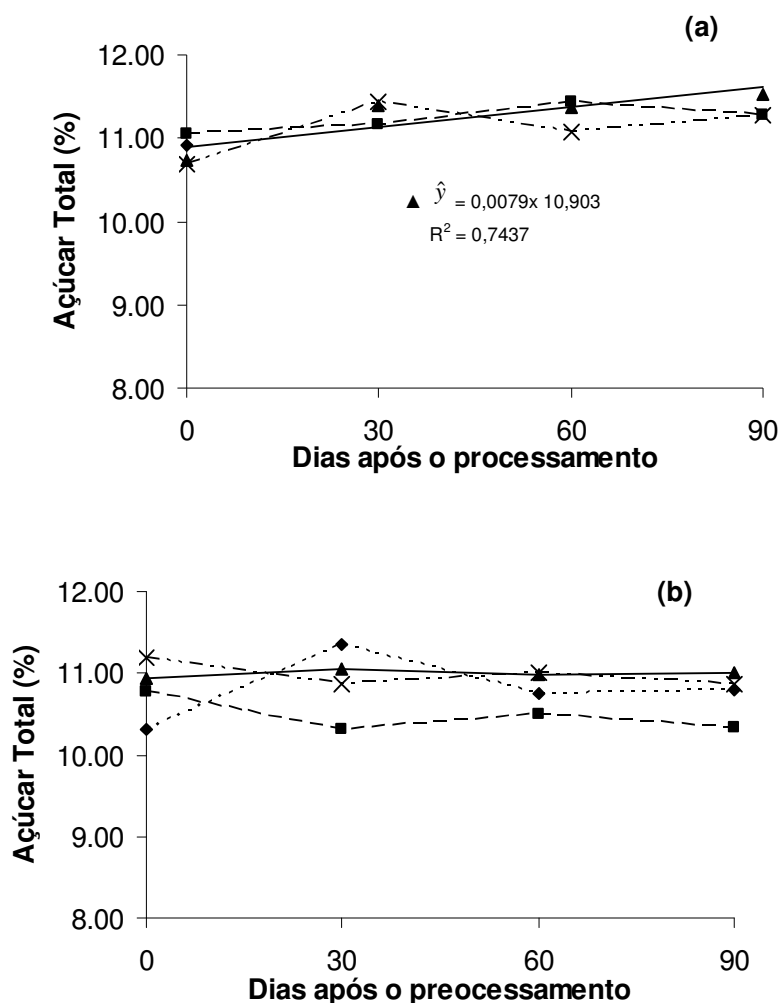 (a)
12.00
11.00
10.00
9.00
8.00
Açúcar Total (%)
ŷ = 0,0079x 10,903
R² = 0,7437
0 30 60 90
Dias após o processamento
(b)
12.00
11.00
10.00
9.00
8.00
Açúcar Total (%)
0 30 60 90
Dias após o preocessamento